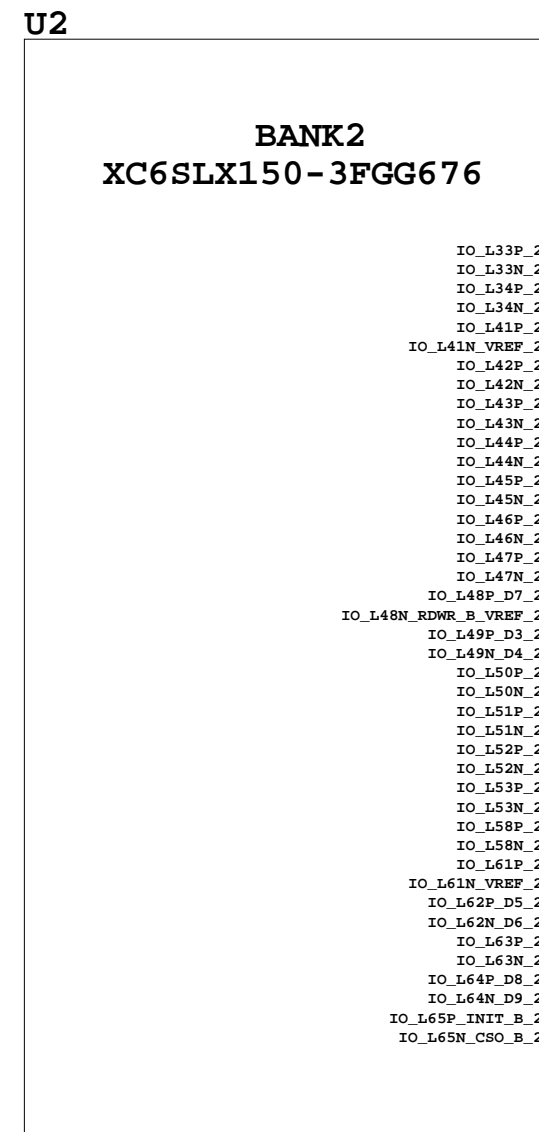 U2
BANK2
XC6SLX150-3FGG676
IO_L33P_2
IO_L33N_2
IO_L34P_2
IO_L34N_2
IO_L41P_2
IO_L41N_VREF_2
IO_L42P_2
IO_L42N_2
IO_L43P_2
IO_L43N_2
IO_L44P_2
IO_L44N_2
IO_L45P_2
IO_L45N_2
IO_L46P_2
IO_L46N_2
IO_L47P_2
IO_L47N_2
IO_L48P_D7_2
IO_L48N_RDWR_B_VREF_2
IO_L49P_D3_2
IO_L49N_D4_2
IO_L50P_2
IO_L50N_2
IO_L51P_2
IO_L51N_2
IO_L52P_2
IO_L52N_2
IO_L53P_2
IO_L53N_2
IO_L58P_2
IO_L58N_2
IO_L61P_2
IO_L61N_VREF_2
IO_L62P_D5_2
IO_L62N_D6_2
IO_L63P_2
IO_L63N_2
IO_L64P_D8_2
IO_L64N_D9_2
IO_L65P_INIT_B_2
IO_L65N_CSO_B_2